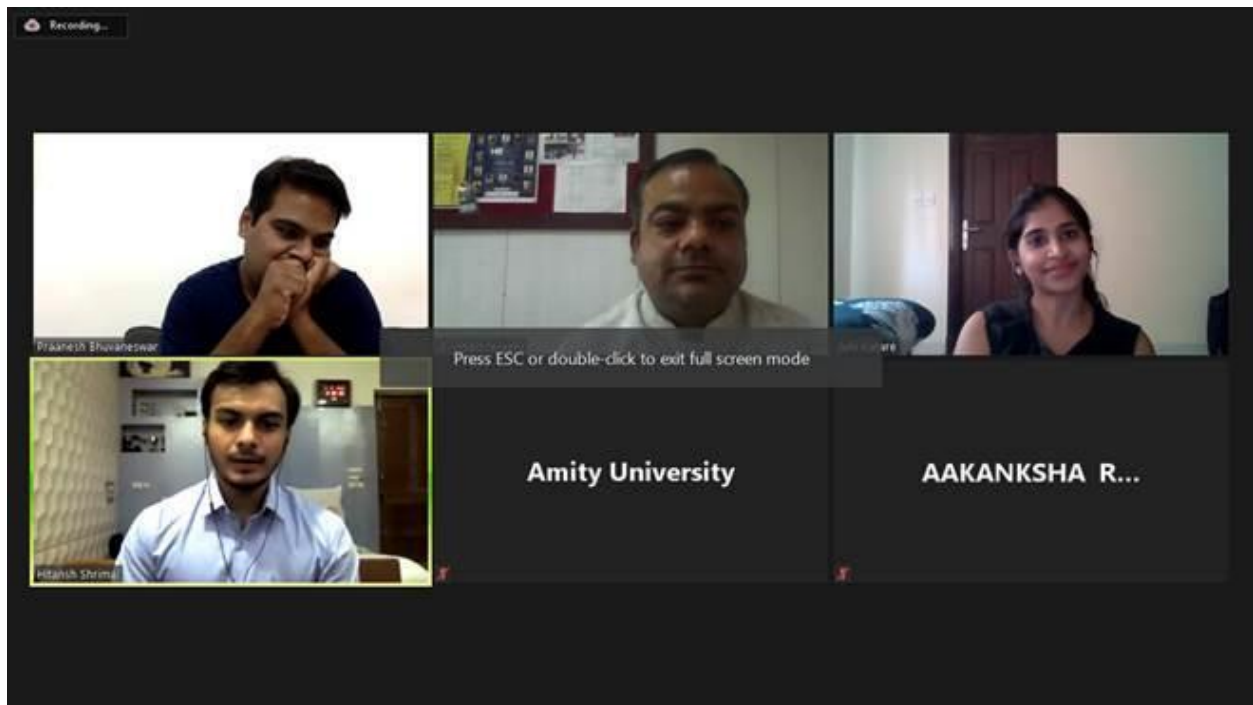 Recording...
Praanesh Bhuvaneswar
Press ESC or double-click to exit full screen mode
Hitansh Shrimal
Amity University
AAKANKSHA R...